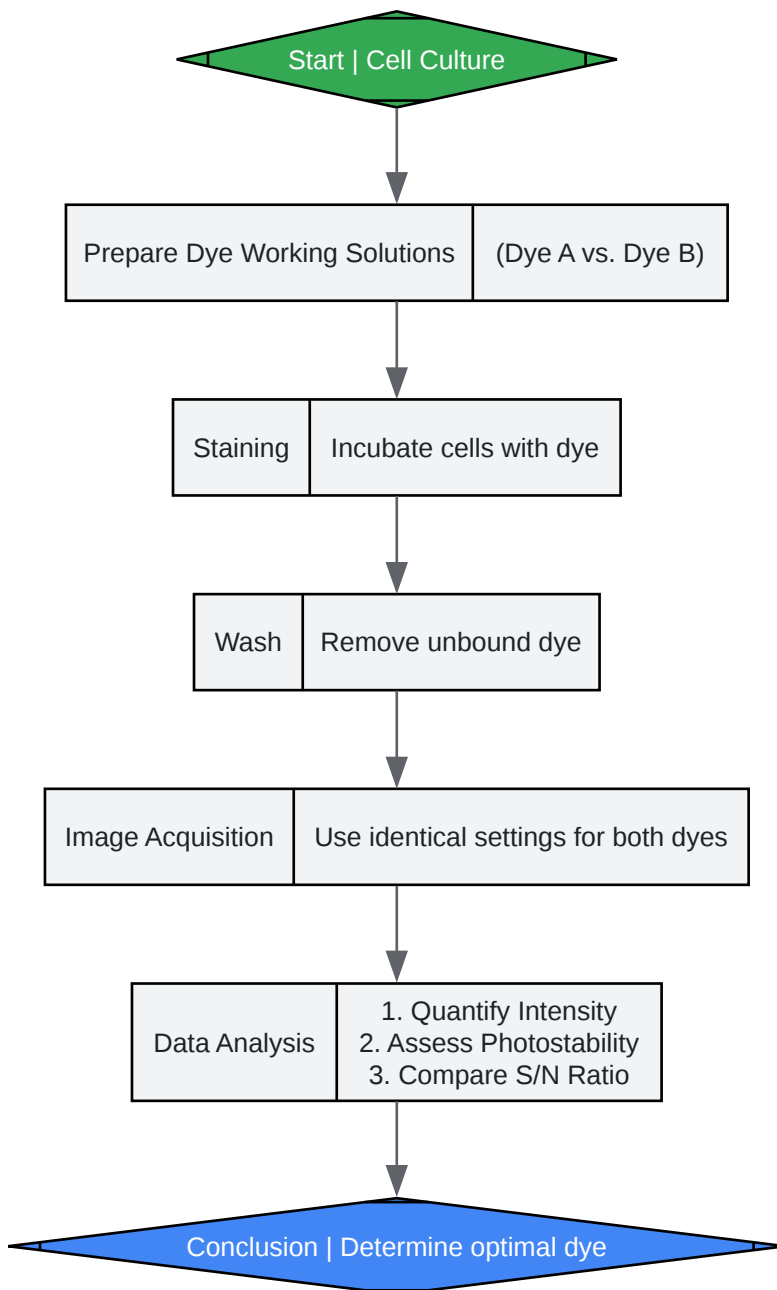 Start | Cell Culture
Prepare Dye Working Solutions
(Dye A vs. Dye B)
Staining
Incubate cells with dye
Wash
Remove unbound dye
Image Acquisition
Use identical settings for both dyes
Data Analysis
1. Quantify Intensity
2. Assess Photostability
3. Compare S/N Ratio
Conclusion | Determine optimal dye